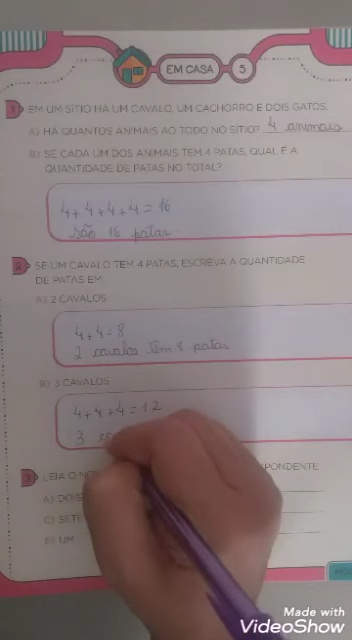 EM CASA 5
1 EM UM SÍTIO HÁ UM CAVALO, UM CACHORRO E DOIS GATOS.
A) HÁ QUANTOS ANIMAIS AO TODO NO SÍTIO? 4 animais
B) SE CADA UM DOS ANIMAIS TEM 4 PATAS, QUAL É A
QUANTIDADE DE PATAS NO TOTAL?
4 + 4 + 4 + 4 = 16
são 16 patas
2 SE UM CAVALO TEM 4 PATAS, ESCREVA A QUANTIDADE
DE PATAS EM:
A) 2 CAVALOS:
4 + 4 = 8
2 cavalos têm 8 patas
B) 3 CAVALOS:
4 + 4 + 4 = 12
3
3 LEIA O
A) DOIS
C) SETE
E) UM
Made with
VideoShow